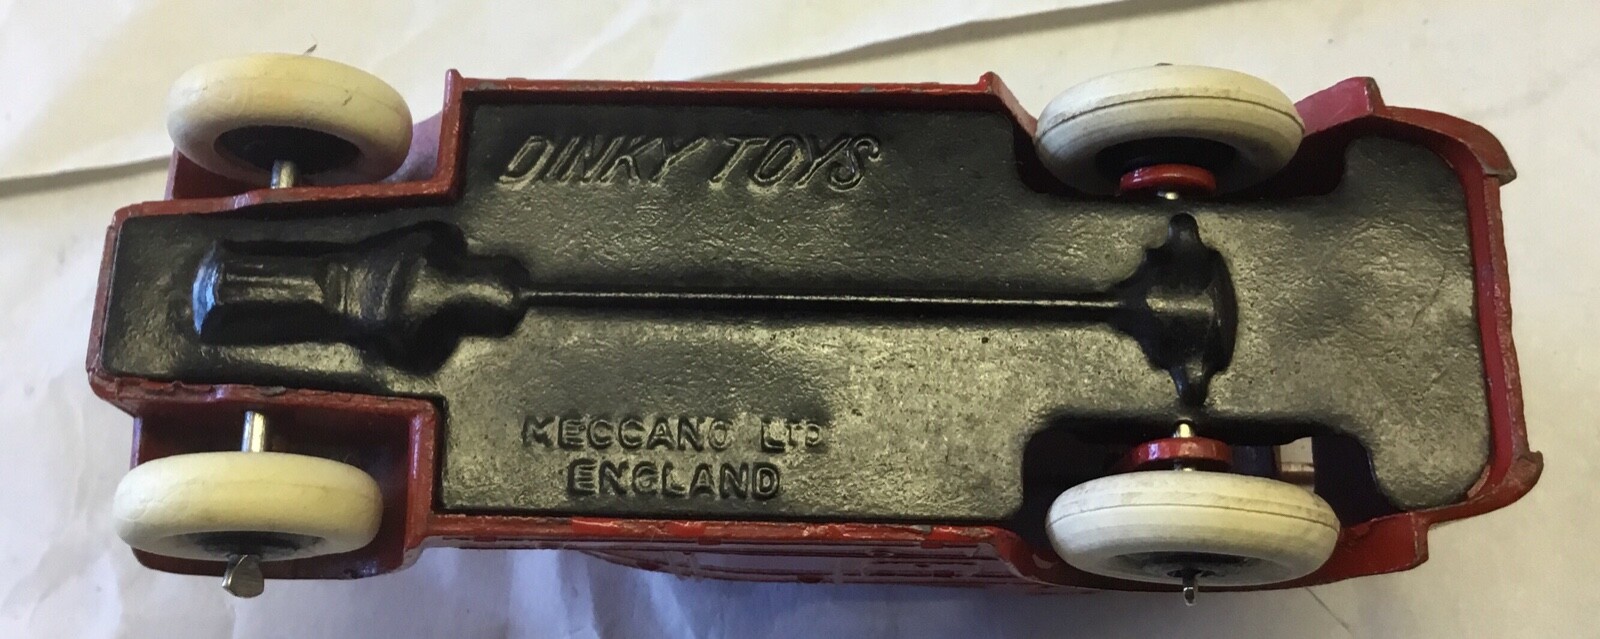 DINKY TOYS
MECCANO LTD
ENGLAND